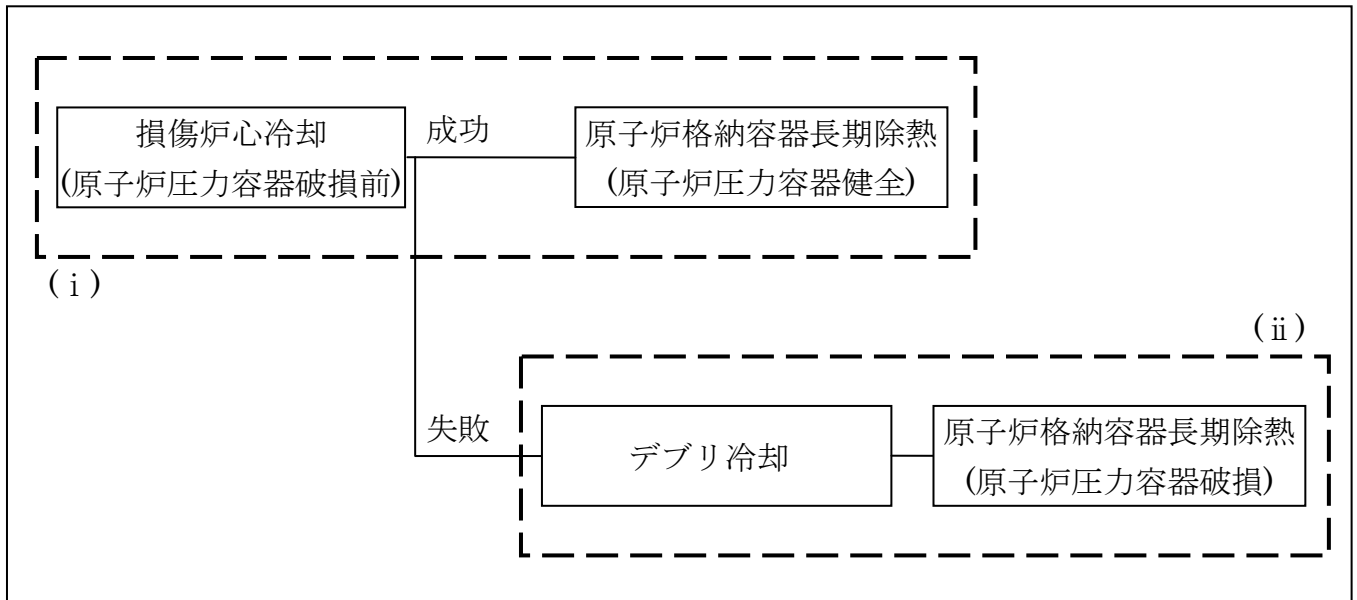 損傷炉心冷却
(原子炉圧力容器破損前)
成功
原子炉格納容器長期除熱
(原子炉圧力容器健全)
(ⅰ)
(ⅱ)
失敗
デブリ冷却
原子炉格納容器長期除熱
(原子炉圧力容器破損)